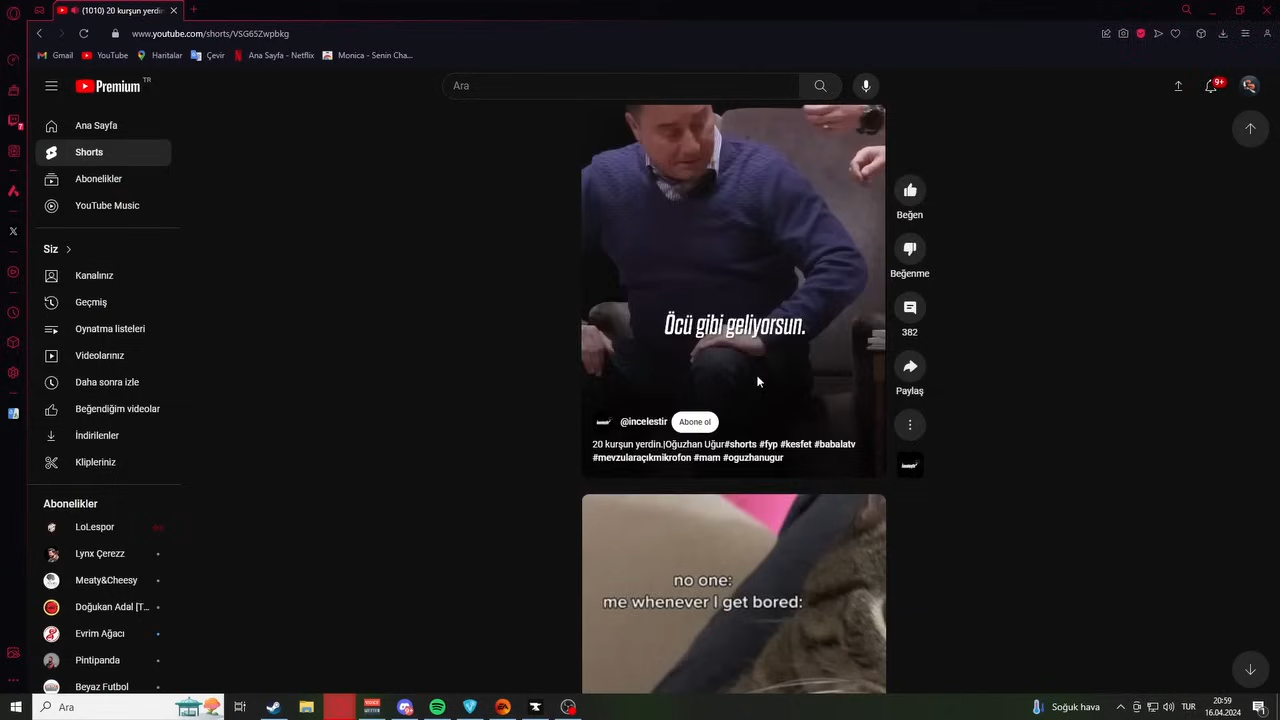 (1010) 20 kurşun yerdin
www.youtube.com/shorts/VSG65Zwpbkg
Gmail
YouTube
Haritalar
Çevir
Ana Sayfa - Netflix
Monica - Senin Chat...
Premium TR
Ara
9+
Ana Sayfa
Shorts
Abonelikler
YouTube Music
Siz
Kanalınız
Geçmiş
Oynatma listeleri
Videolarınız
Daha sonra izle
Beğendiğim videolar
İndirilenler
Klipleriniz
Abonelikler
LoLespor
Lynx Çerezz
Meaty&Cheesy
Doğukan Adal [T...
Evrim Ağacı
Pintipanda
Beyaz Futbol
Öcü gibi geliyorsun.
@incelestir
Abone ol
20 kurşun yerdin.|Oğuzhan Uğur#shorts #fyp #kesfet #babalatv
#mevzularaçıkmikrofon #mam #oguzhanugur
Beğen
Beğenme
382
Paylaş
no one:
me whenever I get bored:
Ara
Soğuk hava
TUR
20:59
16.04.2024